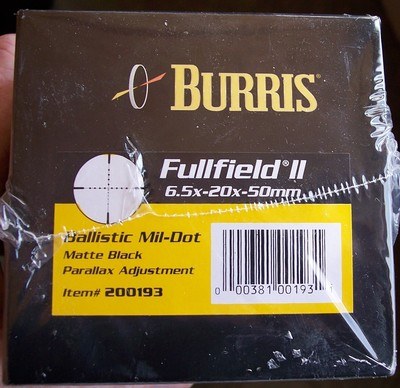 BURRIS®
Fullfield® II
6.5x-20x-50mm
Ballistic Mil-Dot
Matte Black
Parallax Adjustment
Item# 200193
0 00381 00193